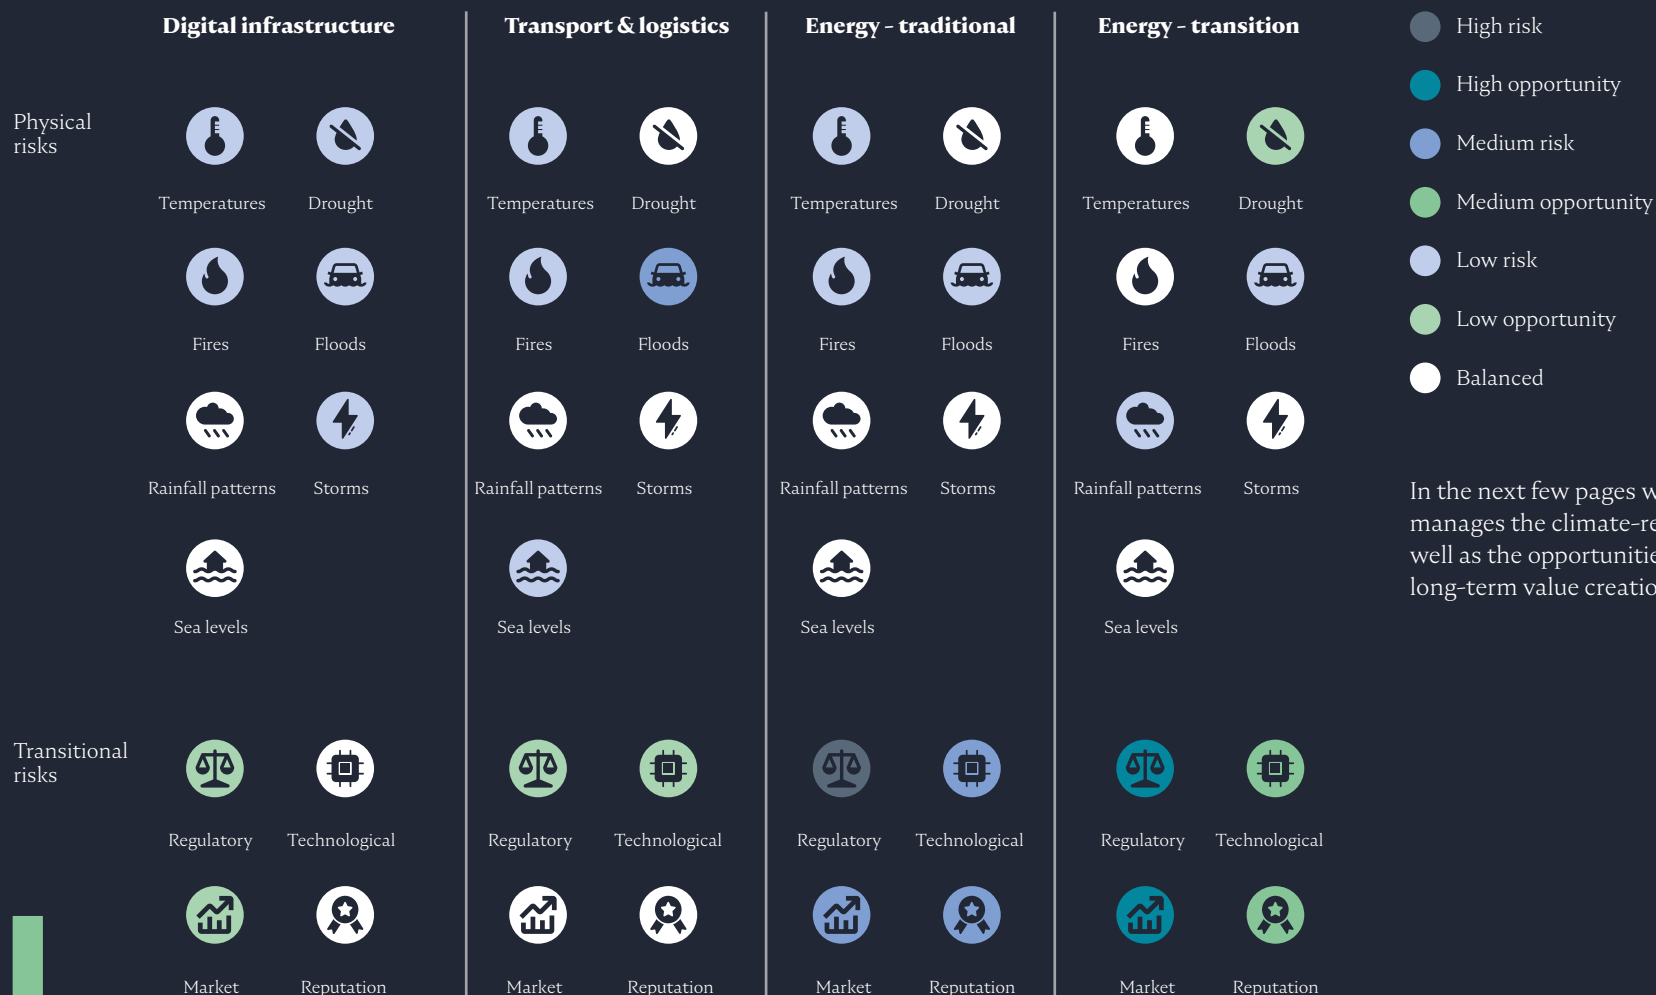 Digital infrastructure
Transport & logistics
Energy - traditional
Energy - transition
Physical
risks
Temperatures Drought
Temperatures Drought
Temperatures Drought
Temperatures Drought
Fires Floods
Fires Floods
Fires Floods
Fires Floods
Rainfall patterns Storms
Rainfall patterns Storms
Rainfall patterns Storms
Rainfall patterns Storms
Sea levels
Sea levels
Sea levels
Sea levels
Transitional
risks
Regulatory Technological
Regulatory Technological
Regulatory Technological
Regulatory Technological
Market Reputation
Market Reputation
Market Reputation
Market Reputation
High risk
High opportunity
Medium risk
Medium opportunity
Low risk
Low opportunity
Balanced
In the next few pages
manages the
well as the
long-term value